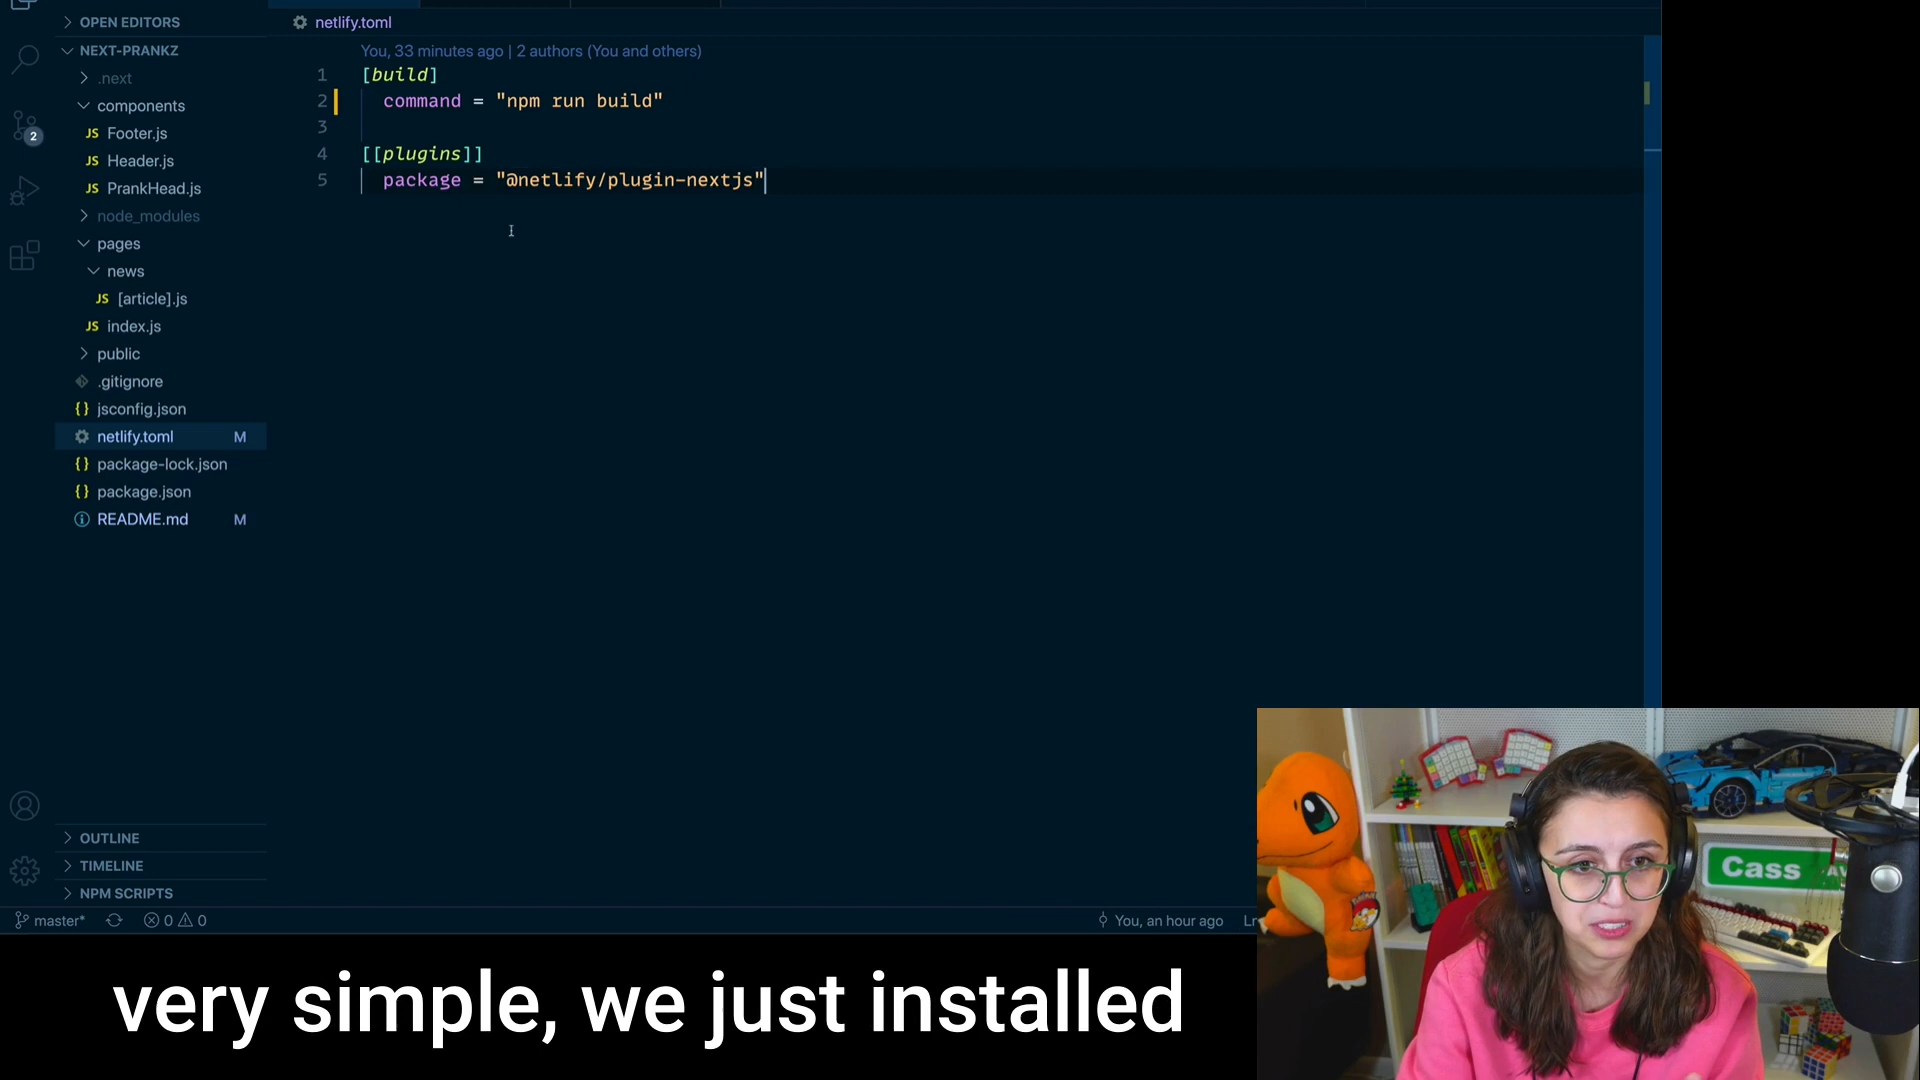 OPEN EDITORS
NEXT-PRANKZ
.next
components
JS Footer.js
JS Header.js
JS PrankHead.js
node_modules
pages
news
JS [article].js
JS index.js
public
.gitignore
{} jsconfig.json
netlify.toml M
{} package-lock.json
{} package.json
README.md M
OUTLINE
TIMELINE
NPM SCRIPTS
2
netlify.toml
You, 33 minutes ago | 2 authors (You and others)
1 [build]
2 command = "npm run build"
3
4 [[plugins]]
5 package = "@netlify/plugin-nextjs"
master* 0 0
You, an hour ago
Cass
very simple, we just installed